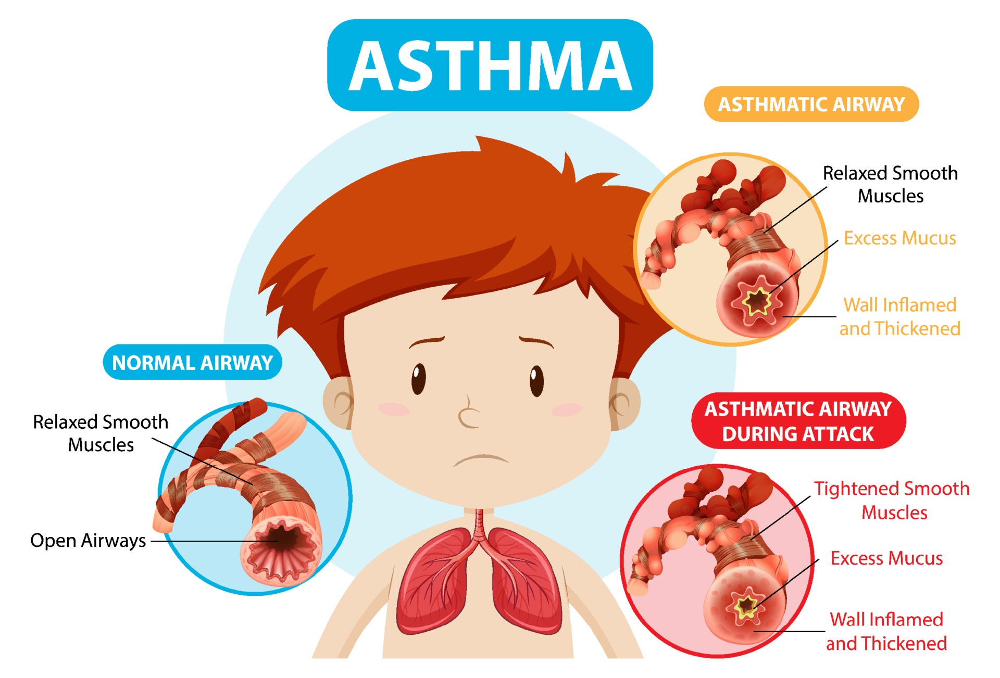 ASTHMA
ASTHMATIC AIRWAY
Relaxed Smooth
Muscles
Excess Mucus
Wall Inflamed
and Thickened
NORMAL AIRWAY
Relaxed Smooth
Muscles
Open Airways
ASTHMATIC AIRWAY
DURING ATTACK
Tightened Smooth
Muscles
Excess Mucus
Wall Inflamed
and Thickened